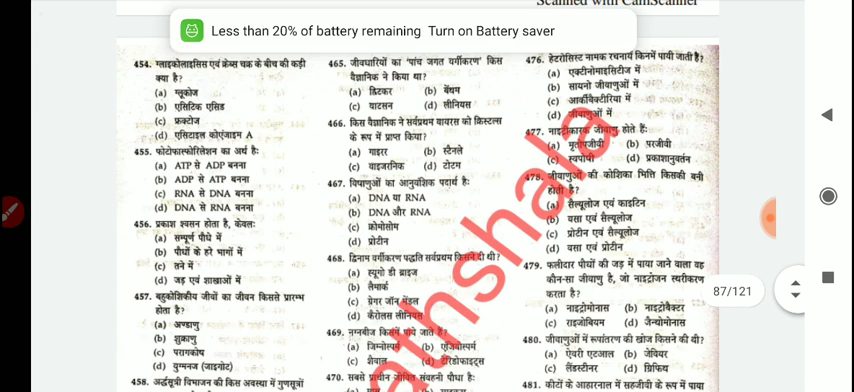 Scanned with CamScanner
Less than 20% of battery remaining Turn on Battery saver
454. ग्लाइकोलाइसिस एवं क्रेब्स चक्र के बीच की कड़ी
क्या है?
(a) ग्लूकोज
(b) एसिटिक एसिड
(c) फ्रक्टोज
(d) एसिटाइल कोएंजाइम A
455. फोटोफास्फोरिलेशन का अर्थ है:
(a) ATP से ADP बनना
(b) ADP से ATP बनना
(c) RNA से DNA बनना
(d) DNA से RNA बनना
456. प्रकाश श्वसन होता है, केवल:
(a) सम्पूर्ण पौधे में
(b) पौधों के हरे भागों में
(c) तने में
(d) जड़ एवं शाखाओं में
457. बहुकोशिकीय जीवों का जीवन किससे प्रारम्भ
होता है?
(a) अण्डाणु
(b) शुक्राणु
(c) परागकोष
(d) युग्मनज (जाइगोट)
458. अर्द्धसूत्री विभाजन की किस अवस्था में गुणसूत्रों
465. जीवधारियों का 'पांच जगत वर्गीकरण' किस
वैज्ञानिक ने किया था?
(a) ह्विटकर (b) बेंथम
(c) वाटसन (d) लीनियस
466. किस वैज्ञानिक ने सर्वप्रथम वायरस को क्रिस्टल
के रूप में प्राप्त किया?
(a) गाइरर (b) स्टैनले
(c) वाइजरनिक (d) टोटम
467. विषाणुओं का आनुवंशिक पदार्थ है:
(a) DNA या RNA
(b) DNA और RNA
(c) क्रोमोसोम
(d) प्रोटीन
468. द्विनाम वर्गीकरण पद्धति सर्वप्रथम किसने दी थी?
(a) ह्यूगो डी ब्राइज
(b) लैमार्क
(c) ग्रेगर जॉन मेंडल
(d) कैरोलस लीनियस
469. नग्नबीज किसमें पाये जाते हैं?
(a) जिम्नोस्पर्म (b) एंजियोस्पर्म
(c) शैवाल (d) टेरिडोफाइट्स
470. सबसे प्राचीन जीवित संवहनी पौधा है:
476. हेटरोसिस्ट नामक रचनायें किनमें पायी जाती हैं?
(a) एक्टीनोमाइसिटीज में
(b) सायनो जीवाणुओं में
(c) आर्कीबैक्टीरिया में
(d) जीवाणुओं में
477. नाइट्रीकारक जीवाणु होते हैं:
(a) मृतोपजीवी (b) परजीवी
(c) स्वपोषी (d) प्रकाशानुवर्तन
478. जीवाणुओं की कोशिका भित्ति किसकी बनी
होती है?
(a) सैल्यूलोज एवं काइटिन
(b) वसा एवं सैल्यूलोज
(c) प्रोटीन एवं सैल्यूलोज
(d) वसा एवं प्रोटीन
479. फलीदार पौधों की जड़ में पाया जाने वाला वह
कौन-सा जीवाणु है, जो नाइट्रोजन स्थरीकरण
करता है?
(a) नाइट्रोमोनास (b) नाइट्रोबैक्टर
(c) राइजोबियम (d) जैन्थोमोनास
480. जीवाणुओं में रूपांतरण की खोज किसने की थी?
(a) ऐवरी एटआल (b) जेवियर
(c) लैंडस्टीनर (d) ग्रिफिथ
481. कीटों के आहारनाल में सहजीवी के रूप में पाया
87/121